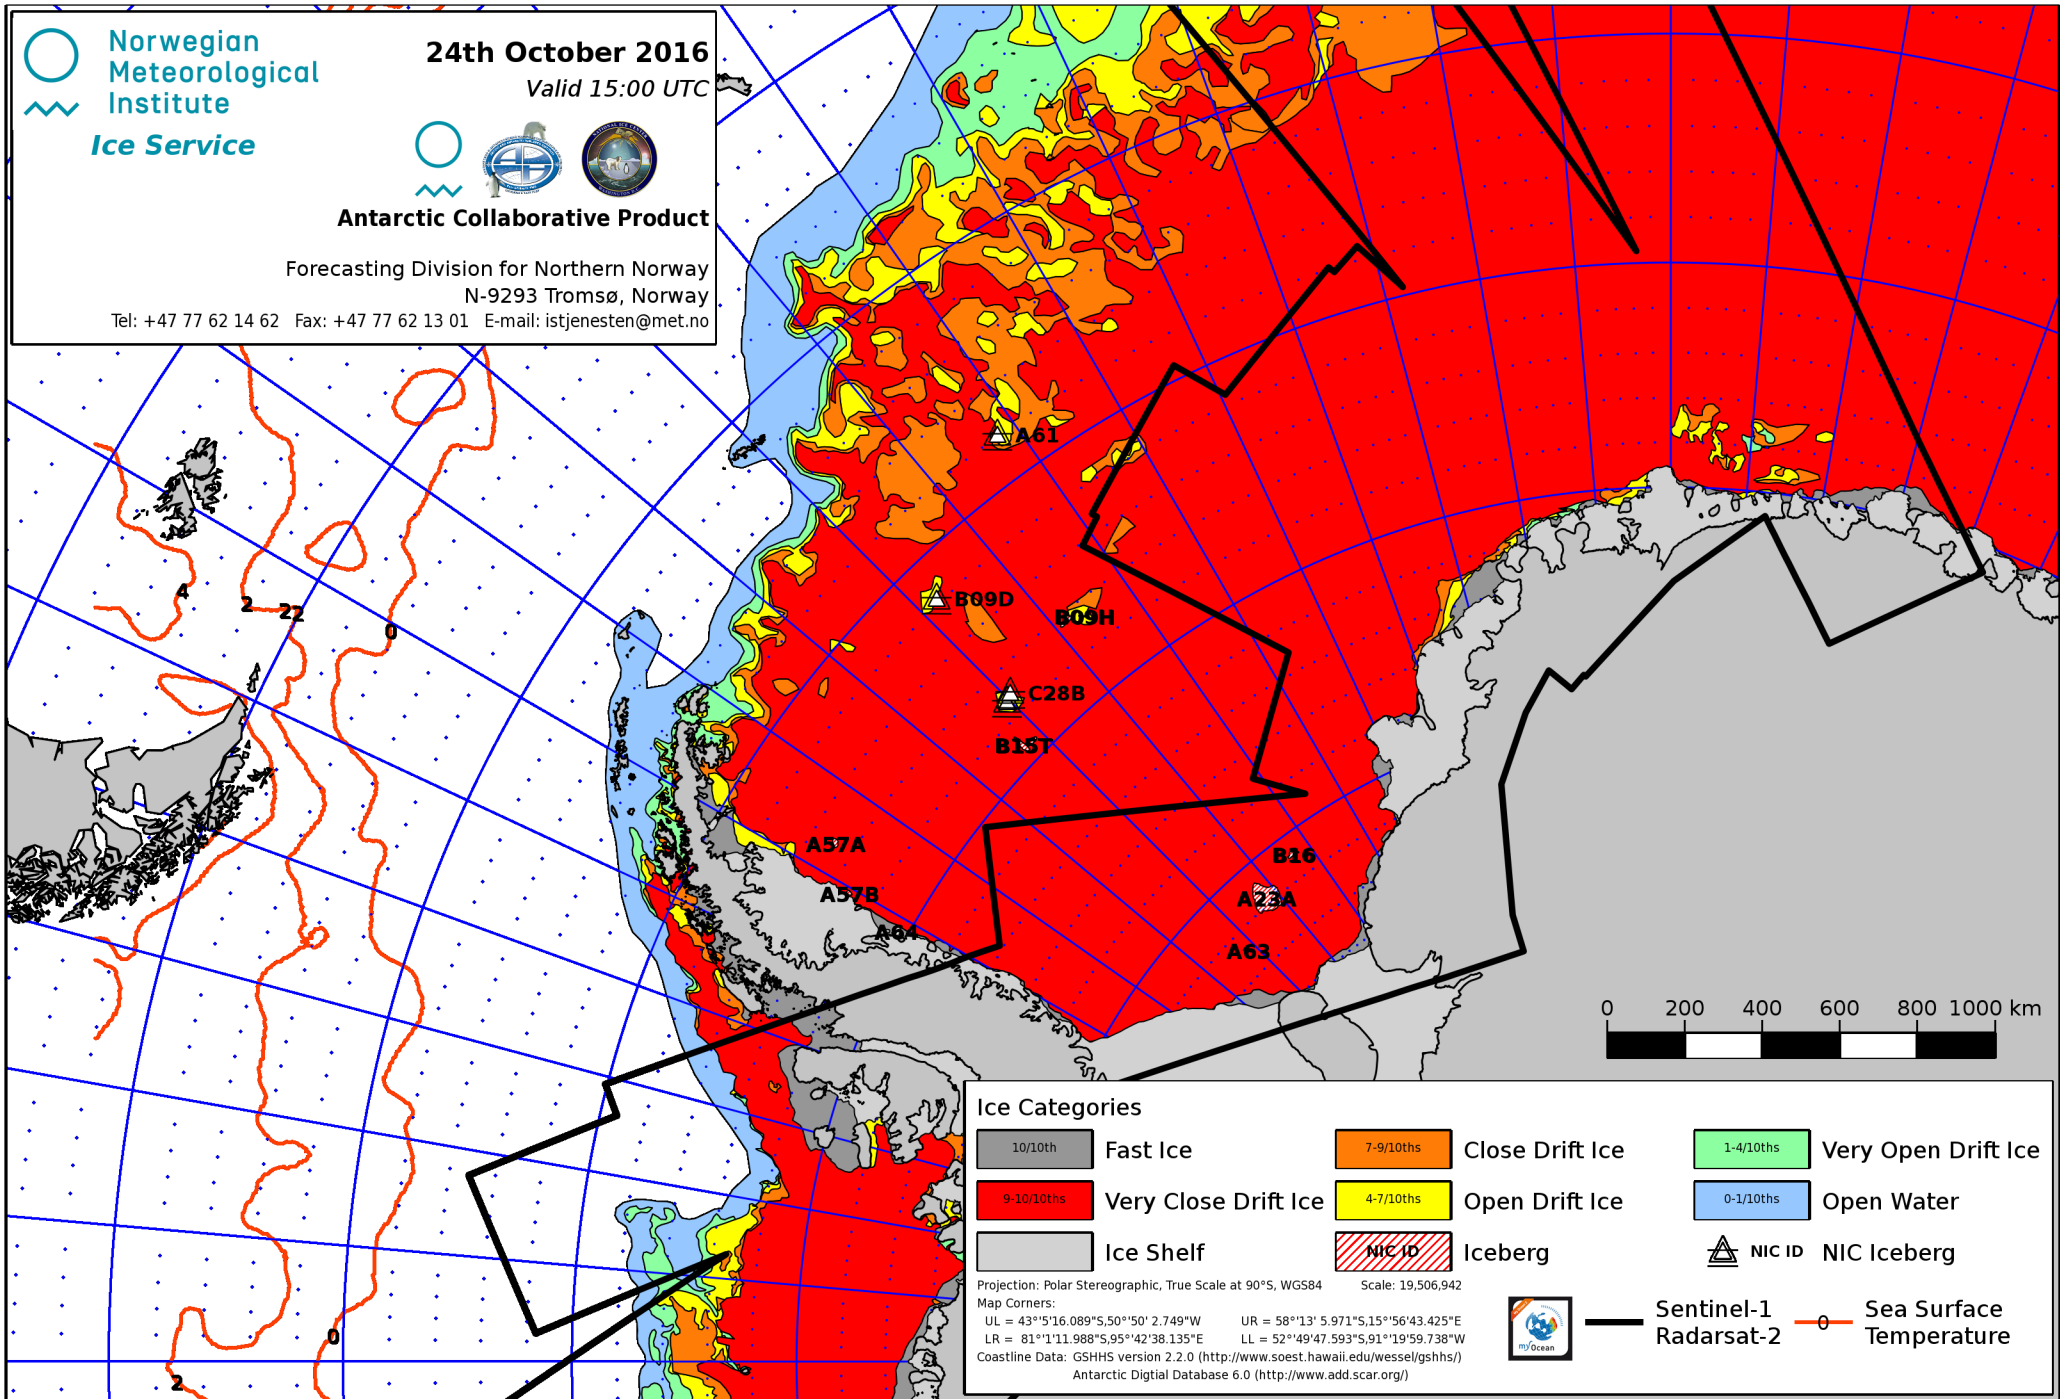 Norwegian
Meteorological
Institute
Ice Service
24th October 2016
Valid 15:00 UTC
Antarctic Collaborative Product
Forecasting Division for Northern Norway
N-9293 Tromsø, Norway
Tel: +47 77 62 14 62 Fax: +47 77 62 13 01 E-mail: istjenesten@met.no
A61
4
2
22
0
B09D
B09H
C28B
B15T
A57A
B16
A57B
A23A
A64
A63
0 200 400 600 800 1000 km
0
2
Ice Categories
10/10th Fast Ice
7-9/10ths Close Drift Ice
1-4/10ths Very Open Drift Ice
9-10/10ths Very Close Drift Ice
4-7/10ths Open Drift Ice
0-1/10ths Open Water
Ice Shelf
NIC ID Iceberg
NIC ID NIC Iceberg
Projection: Polar Stereographic, True Scale at 90°S, WGS84 Scale: 19,506,942
Map Corners:
UL = 43°'5'16.089"S,50°'50' 2.749"W UR = 58°'13' 5.971"S,15°'56'43.425"E
LR = 81°'1'11.988"S,95°'42'38.135"E LL = 52°'49'47.593"S,91°'19'59.738"W
Coastline Data: GSHHS version 2.2.0 (http://www.soest.hawaii.edu/wessel/gshhs/)
Antarctic Digtial Database 6.0 (http://www.add.scar.org/)
myOcean
Sentinel-1
Radarsat-2
0
Sea Surface
Temperature